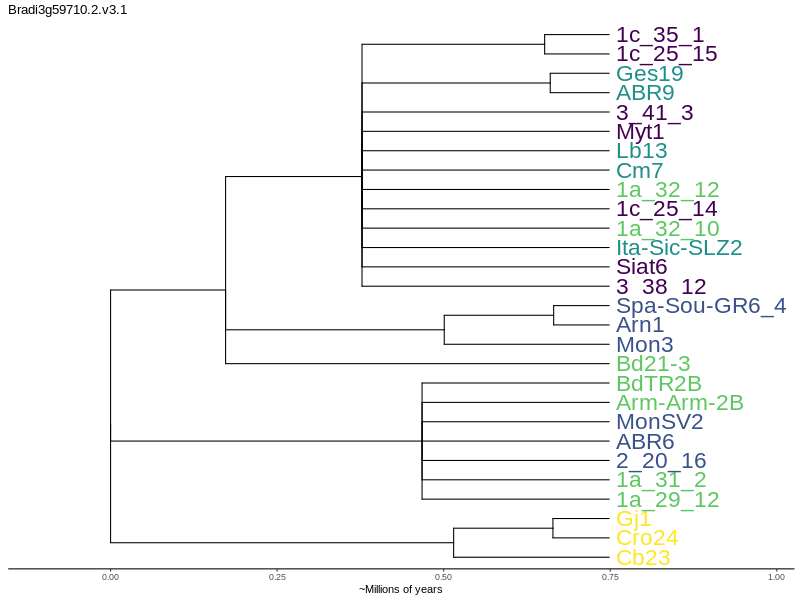 Bradi3g59710.2.v3.1
1c_35_1
1c_25_15
Ges19
ABR9
3_41_3
Myt1
Lb13
Cm7
1a_32_12
1c_25_14
1a_32_10
Ita-Sic-SLZ2
Siat6
3_38_12
Spa-Sou-GR6_4
Arn1
Mon3
Bd21-3
BdTR2B
Arm-Arm-2B
MonSV2
ABR6
2_20_16
1a_31_2
1a_29_12
Gj1
Cro24
Cb23
0.00 0.25 0.50 0.75 1.00
~Millions of years